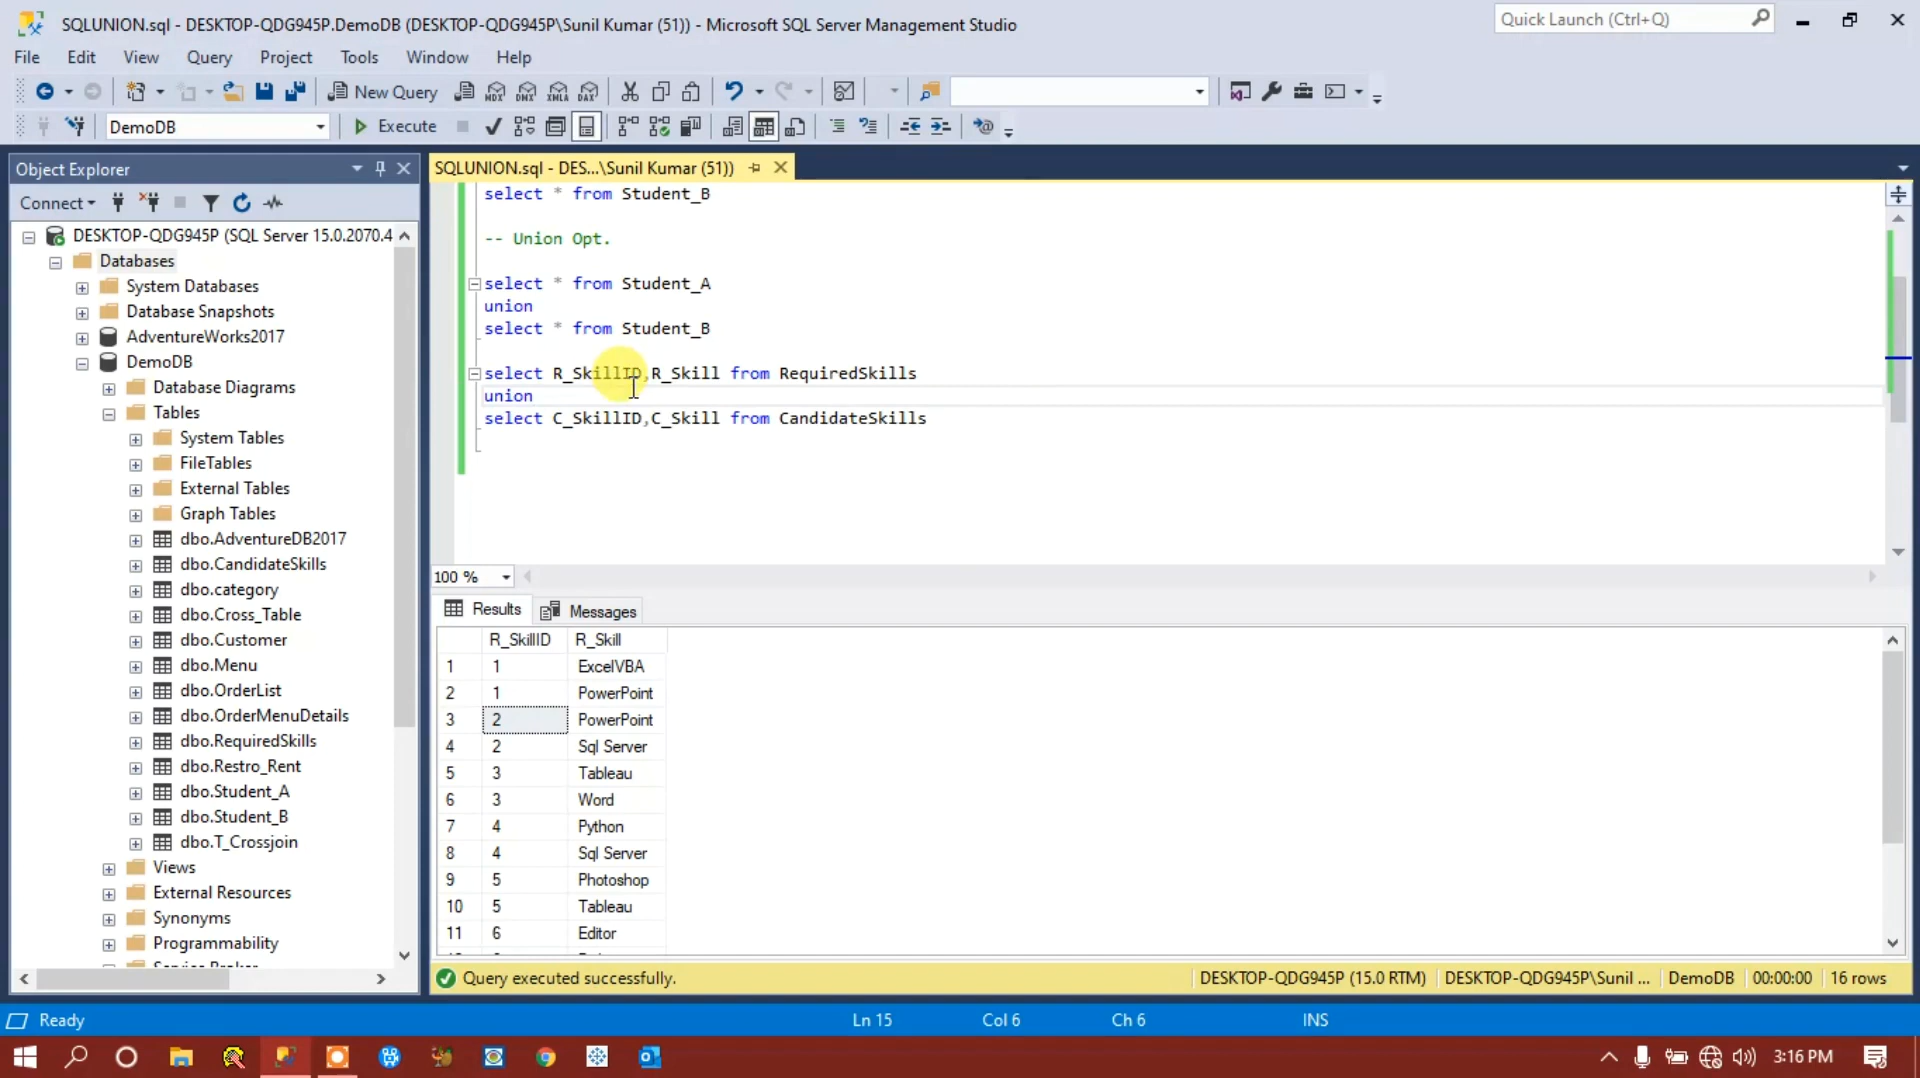 SQLUNION.sql - DESKTOP-QDG945P.DemoDB (DESKTOP-QDG945P\Sunil Kumar (51)) - Microsoft SQL Server Management Studio
Quick Launch (Ctrl+Q)
File Edit View Query Project Tools Window Help
New Query
MDX DMX XMLA DAX
DemoDB
Execute
Object Explorer
Connect
DESKTOP-QDG945P (SQL Server 15.0.2070.4
Databases
System Databases
Database Snapshots
AdventureWorks2017
DemoDB
Database Diagrams
Tables
System Tables
FileTables
External Tables
Graph Tables
dbo.AdventureDB2017
dbo.CandidateSkills
dbo.category
dbo.Cross_Table
dbo.Customer
dbo.Menu
dbo.OrderList
dbo.OrderMenuDetails
dbo.RequiredSkills
dbo.Restro_Rent
dbo.Student_A
dbo.Student_B
dbo.T_Crossjoin
Views
External Resources
Synonyms
Programmability
SQLUNION.sql - DES...\Sunil Kumar (51))
select * from Student_B
-- Union Opt.
select * from Student_A
union
select * from Student_B
select R_SkillID,R_Skill from RequiredSkills
union
select C_SkillID,C_Skill from CandidateSkills
100 %
Results Messages
R_SkillID R_Skill
1 1 ExcelVBA
2 1 PowerPoint
3 2 PowerPoint
4 2 Sql Server
5 3 Tableau
6 3 Word
7 4 Python
8 4 Sql Server
9 5 Photoshop
10 5 Tableau
11 6 Editor
Query executed successfully.
DESKTOP-QDG945P (15.0 RTM) DESKTOP-QDG945P\Sunil ... DemoDB 00:00:00 16 rows
Ready Ln 15 Col 6 Ch 6 INS
3:16 PM